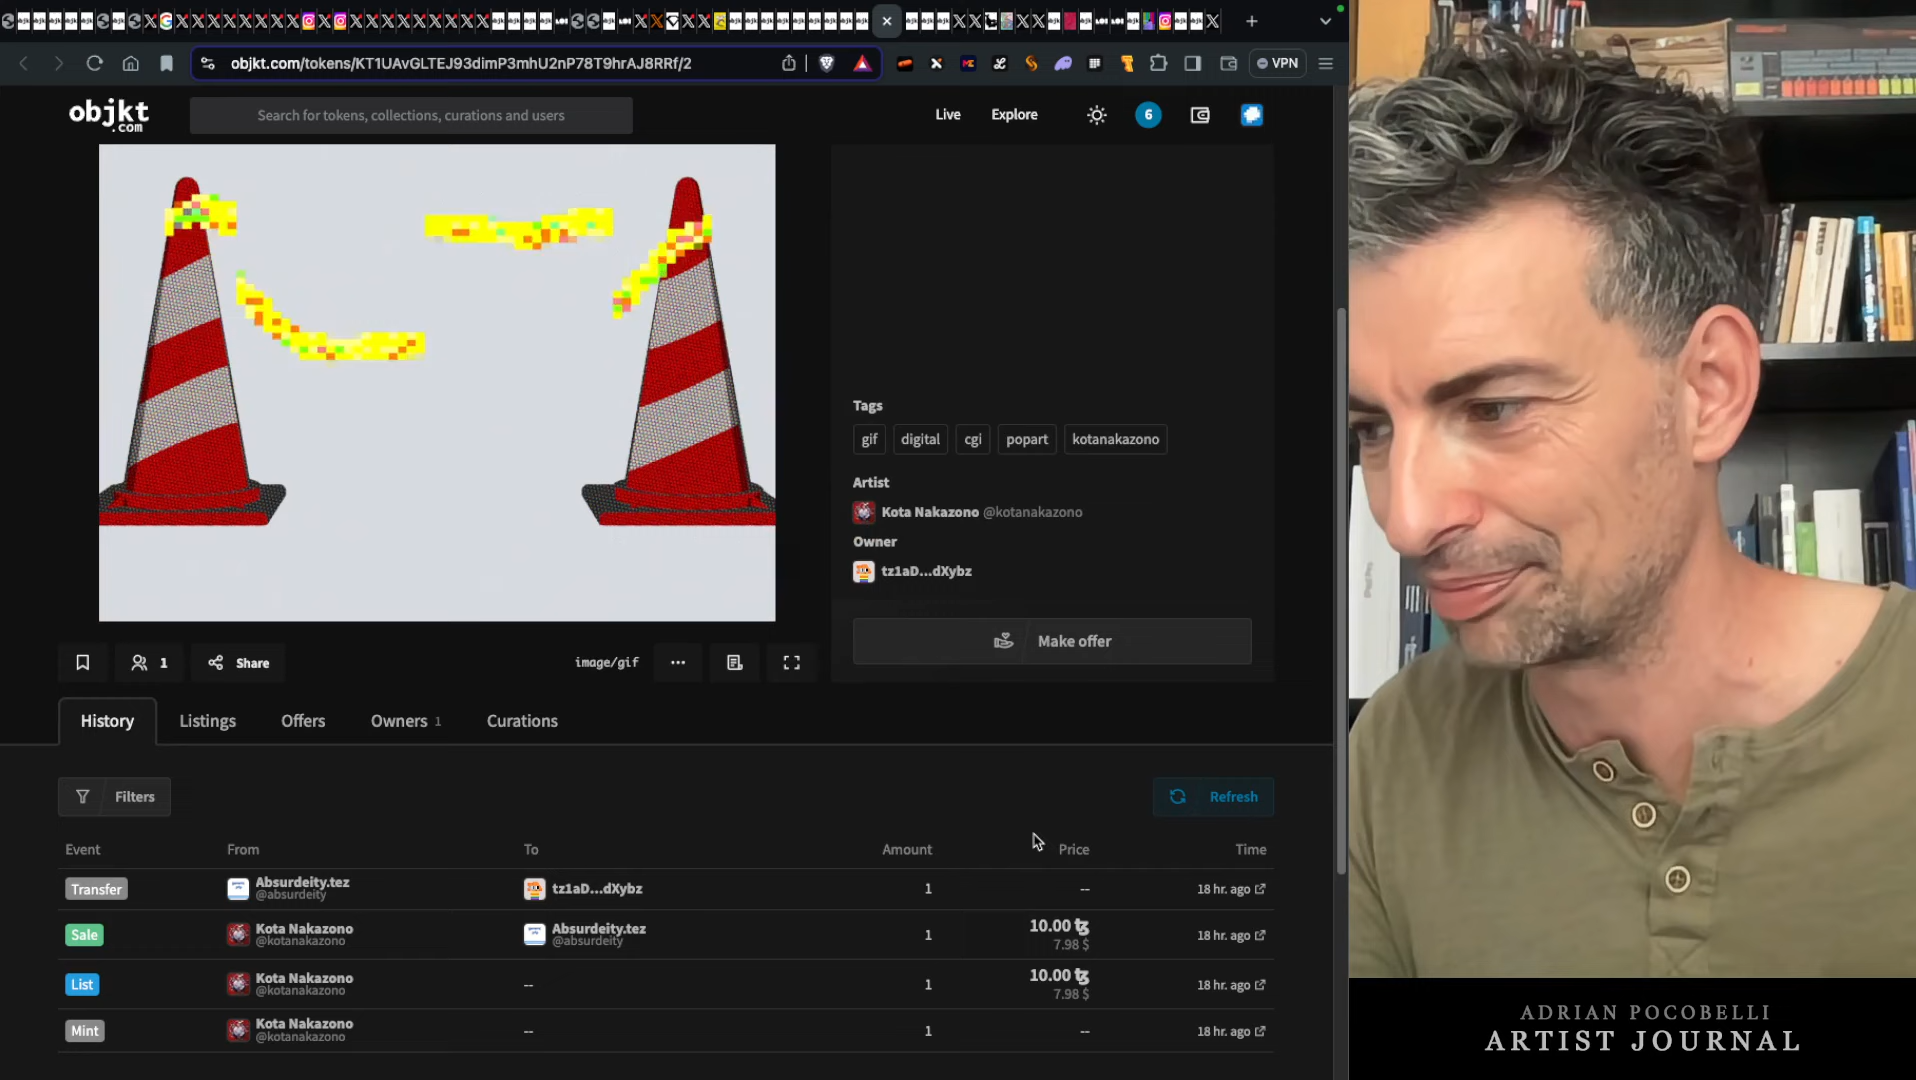 objkt.com/tokens/KT1UAvGLTEJ93dimP3mhU2nP78T9hrAJ8RRf/2
VPN
objkt
.com
Search for tokens, collections, curations and users
Live
Explore
6
Tags
gif
digital
cgi
popart
kotanakazono
Artist
Kota Nakazono @kotanakazono
Owner
tz1aD...dXybz
Make offer
1
Share
image/gif
History
Listings
Offers
Owners 1
Curations
Filters
Refresh
Event From To Amount Price Time
Transfer Absurdeity.tez tz1aD...dXybz 1 -- 18 hr. ago
@absurdeity
Sale Kota Nakazono Absurdeity.tez 1 10.00 ꜩ 18 hr. ago
@kotanakazono @absurdeity 7.98 $
List Kota Nakazono -- 1 10.00 ꜩ 18 hr. ago
@kotanakazono 7.98 $
Mint Kota Nakazono -- 1 -- 18 hr. ago
@kotanakazono
ADRIAN POCOBELLI
ARTIST JOURNAL